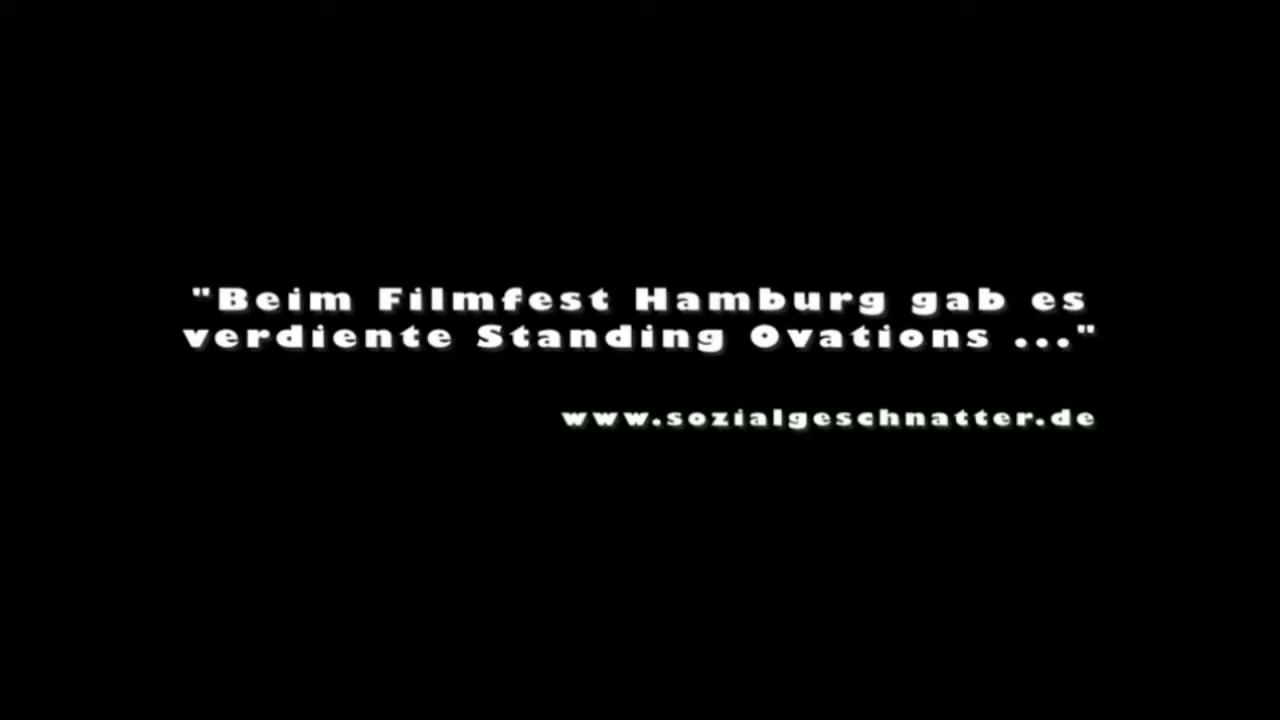 "Beim Filmfest Hamburg gab es
verdiente Standing Ovations ..."
www.sozialgeschnatter.de